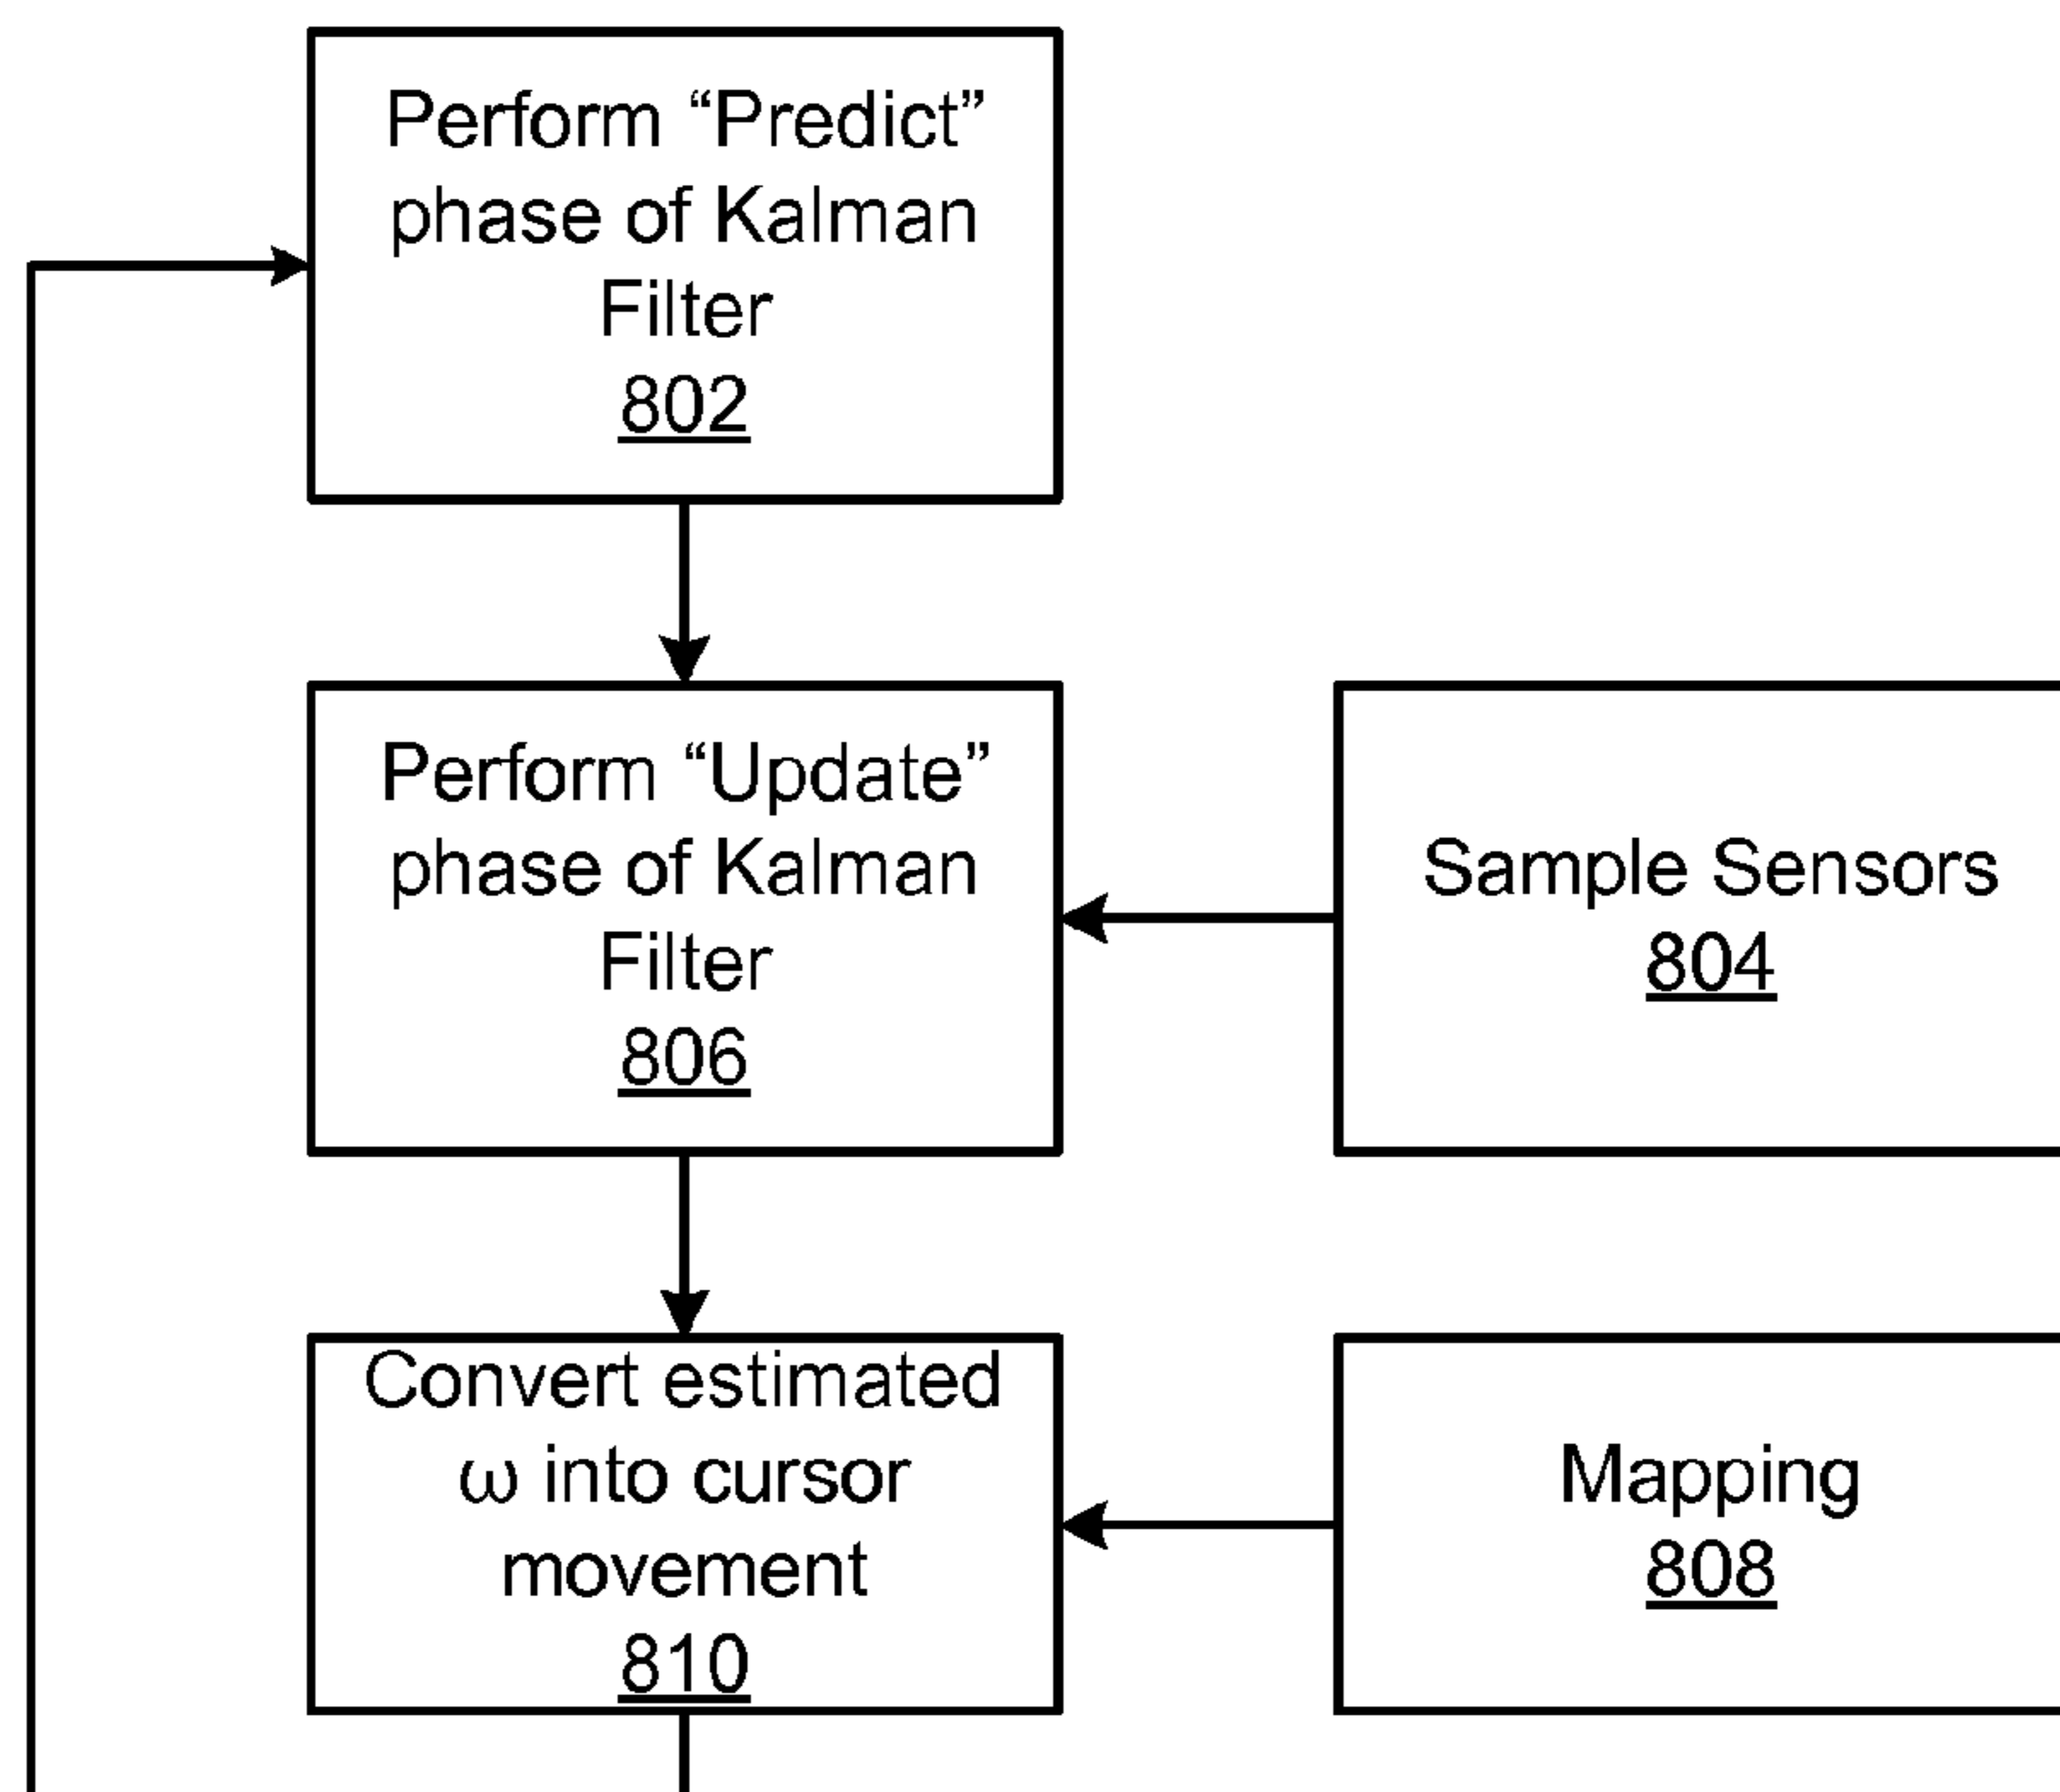 Perform “Predict”
phase of Kalman
Filter
802
Perform “Update”
phase of Kalman
Filter
806
Sample Sensors
804
Convert estimated
ω into cursor
movement
810
Mapping
808